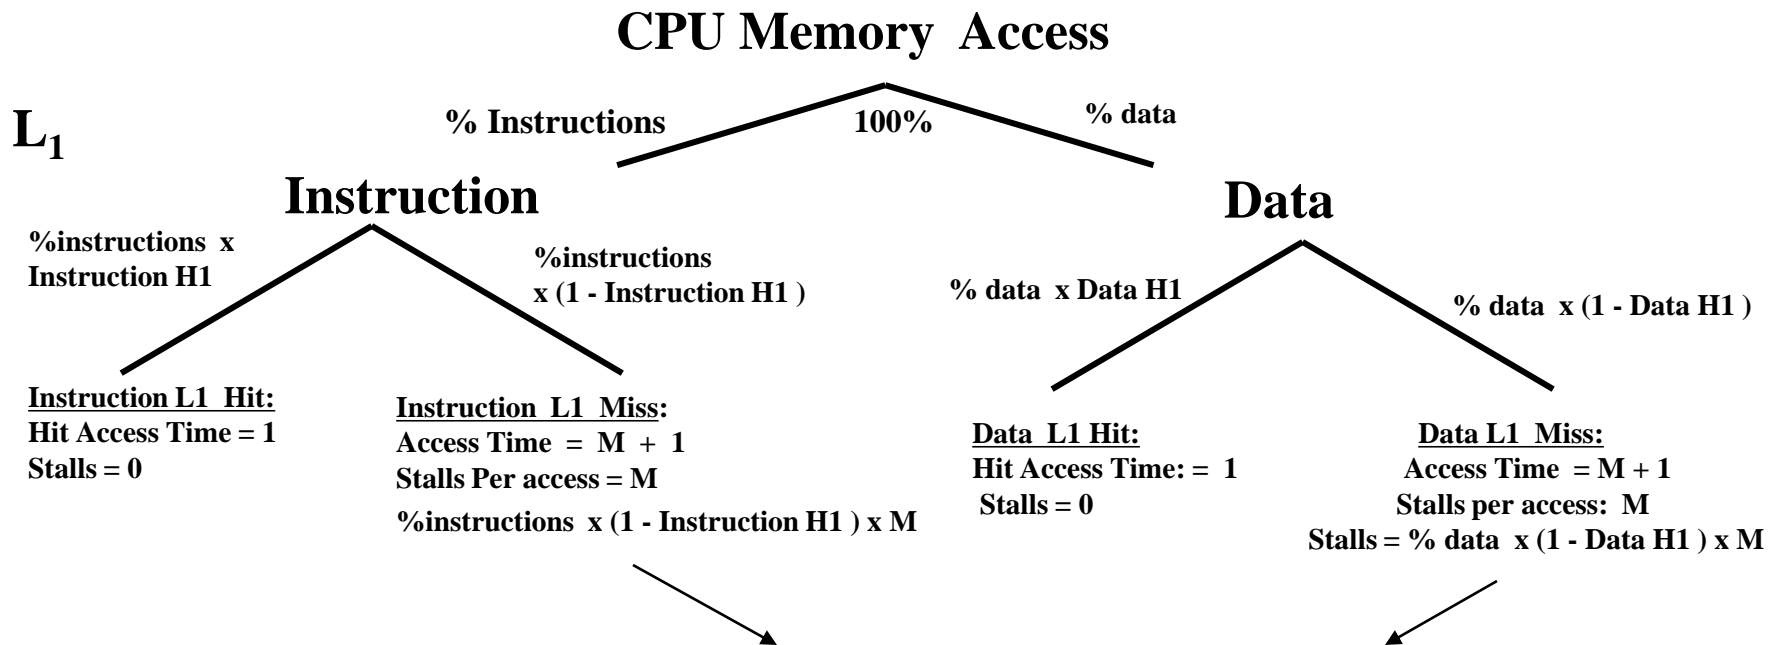 CPU Memory Access
% Instructions
100%
% data
L1
Instruction
Data
%instructions x
Instruction H1
%instructions
x (1 - Instruction H1 )
% data x Data H1
% data x (1 - Data H1 )
Instruction L1 Hit:
Hit Access Time = 1
Stalls = 0
Instruction L1 Miss:
Access Time = M + 1
Stalls Per access = M
%instructions x (1 - Instruction H1 ) x M
Data L1 Hit:
Hit Access Time: = 1
Stalls = 0
Data L1 Miss:
Access Time = M + 1
Stalls per access: M
Stalls = % data x (1 - Data H1 ) x M